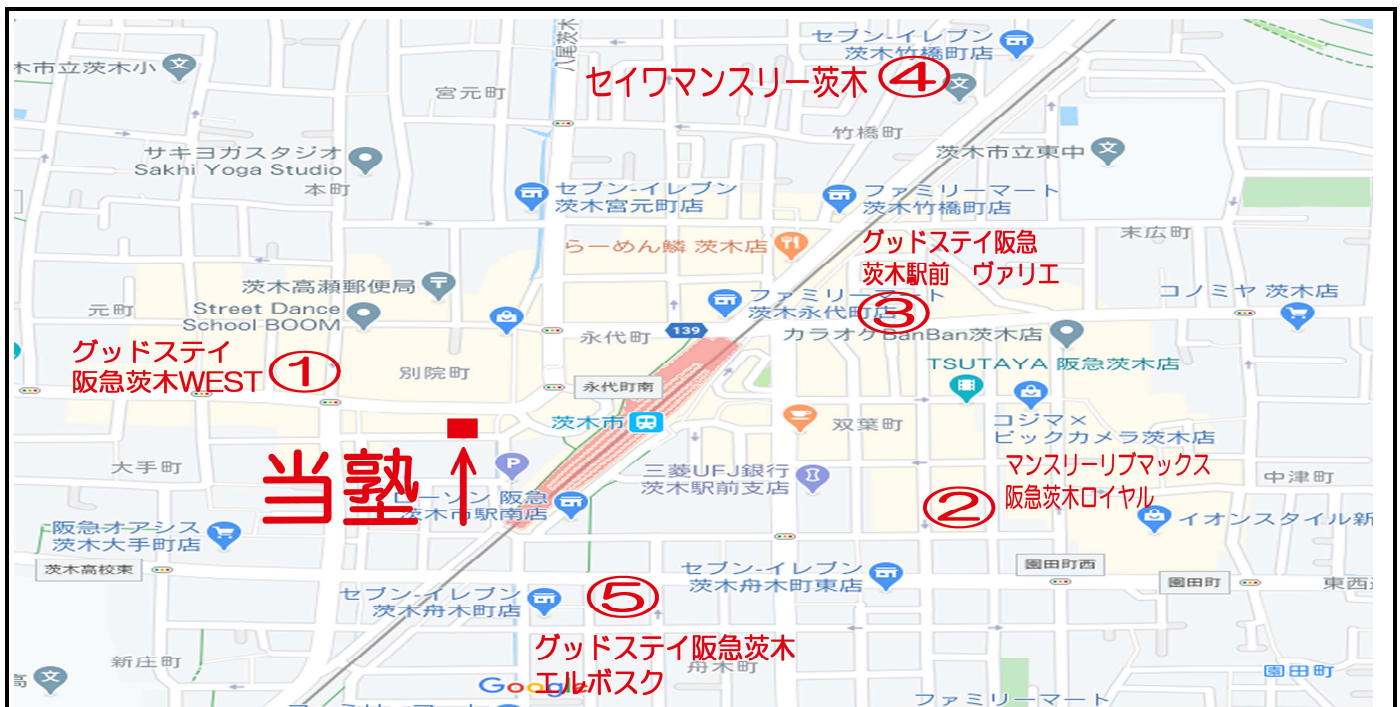 セブン-イレブン
茨木竹橋町店
八尾茨木
木市立茨木小
セイワマンスリー茨木 ④
宮元町
竹橋町
茨木市立東中
サキヨガスタジオ
Sakhi Yoga Studio
本町
セブン-イレブン
茨木宮元町店
ファミリーマート
茨木竹橋町店
末広町
らーめん鱗 茨木店
グッドステイ阪急
茨木駅前 ヴァリエ
③
茨木高瀬郵便局
元町
Street Dance
School BOOM
ファミリーマート
茨木永代町店
コノミヤ 茨木店
永代町
139
カラオケBanBan茨木店
グッドステイ
阪急茨木WEST ①
別院町
永代町南
TSUTAYA 阪急茨木店
茨木市
双葉町
コジマ×
ビックカメラ茨木店
大手町
当塾
P
三菱UFJ銀行
茨木駅前支店
マンスリーリブマックス
阪急茨木ロイヤル
②
中津町
ローソン 阪急
茨木市駅南店
阪急オアシス
茨木大手町店
イオンスタイル新
茨木高校東
セブン-イレブン
茨木舟木町東店
園田町西
園田町
東西通
セブン-イレブン
茨木舟木町店
⑤
グッドステイ阪急茨木
エルボスク
新庄町
舟木町
園田町
高
Google
ファミリーマート